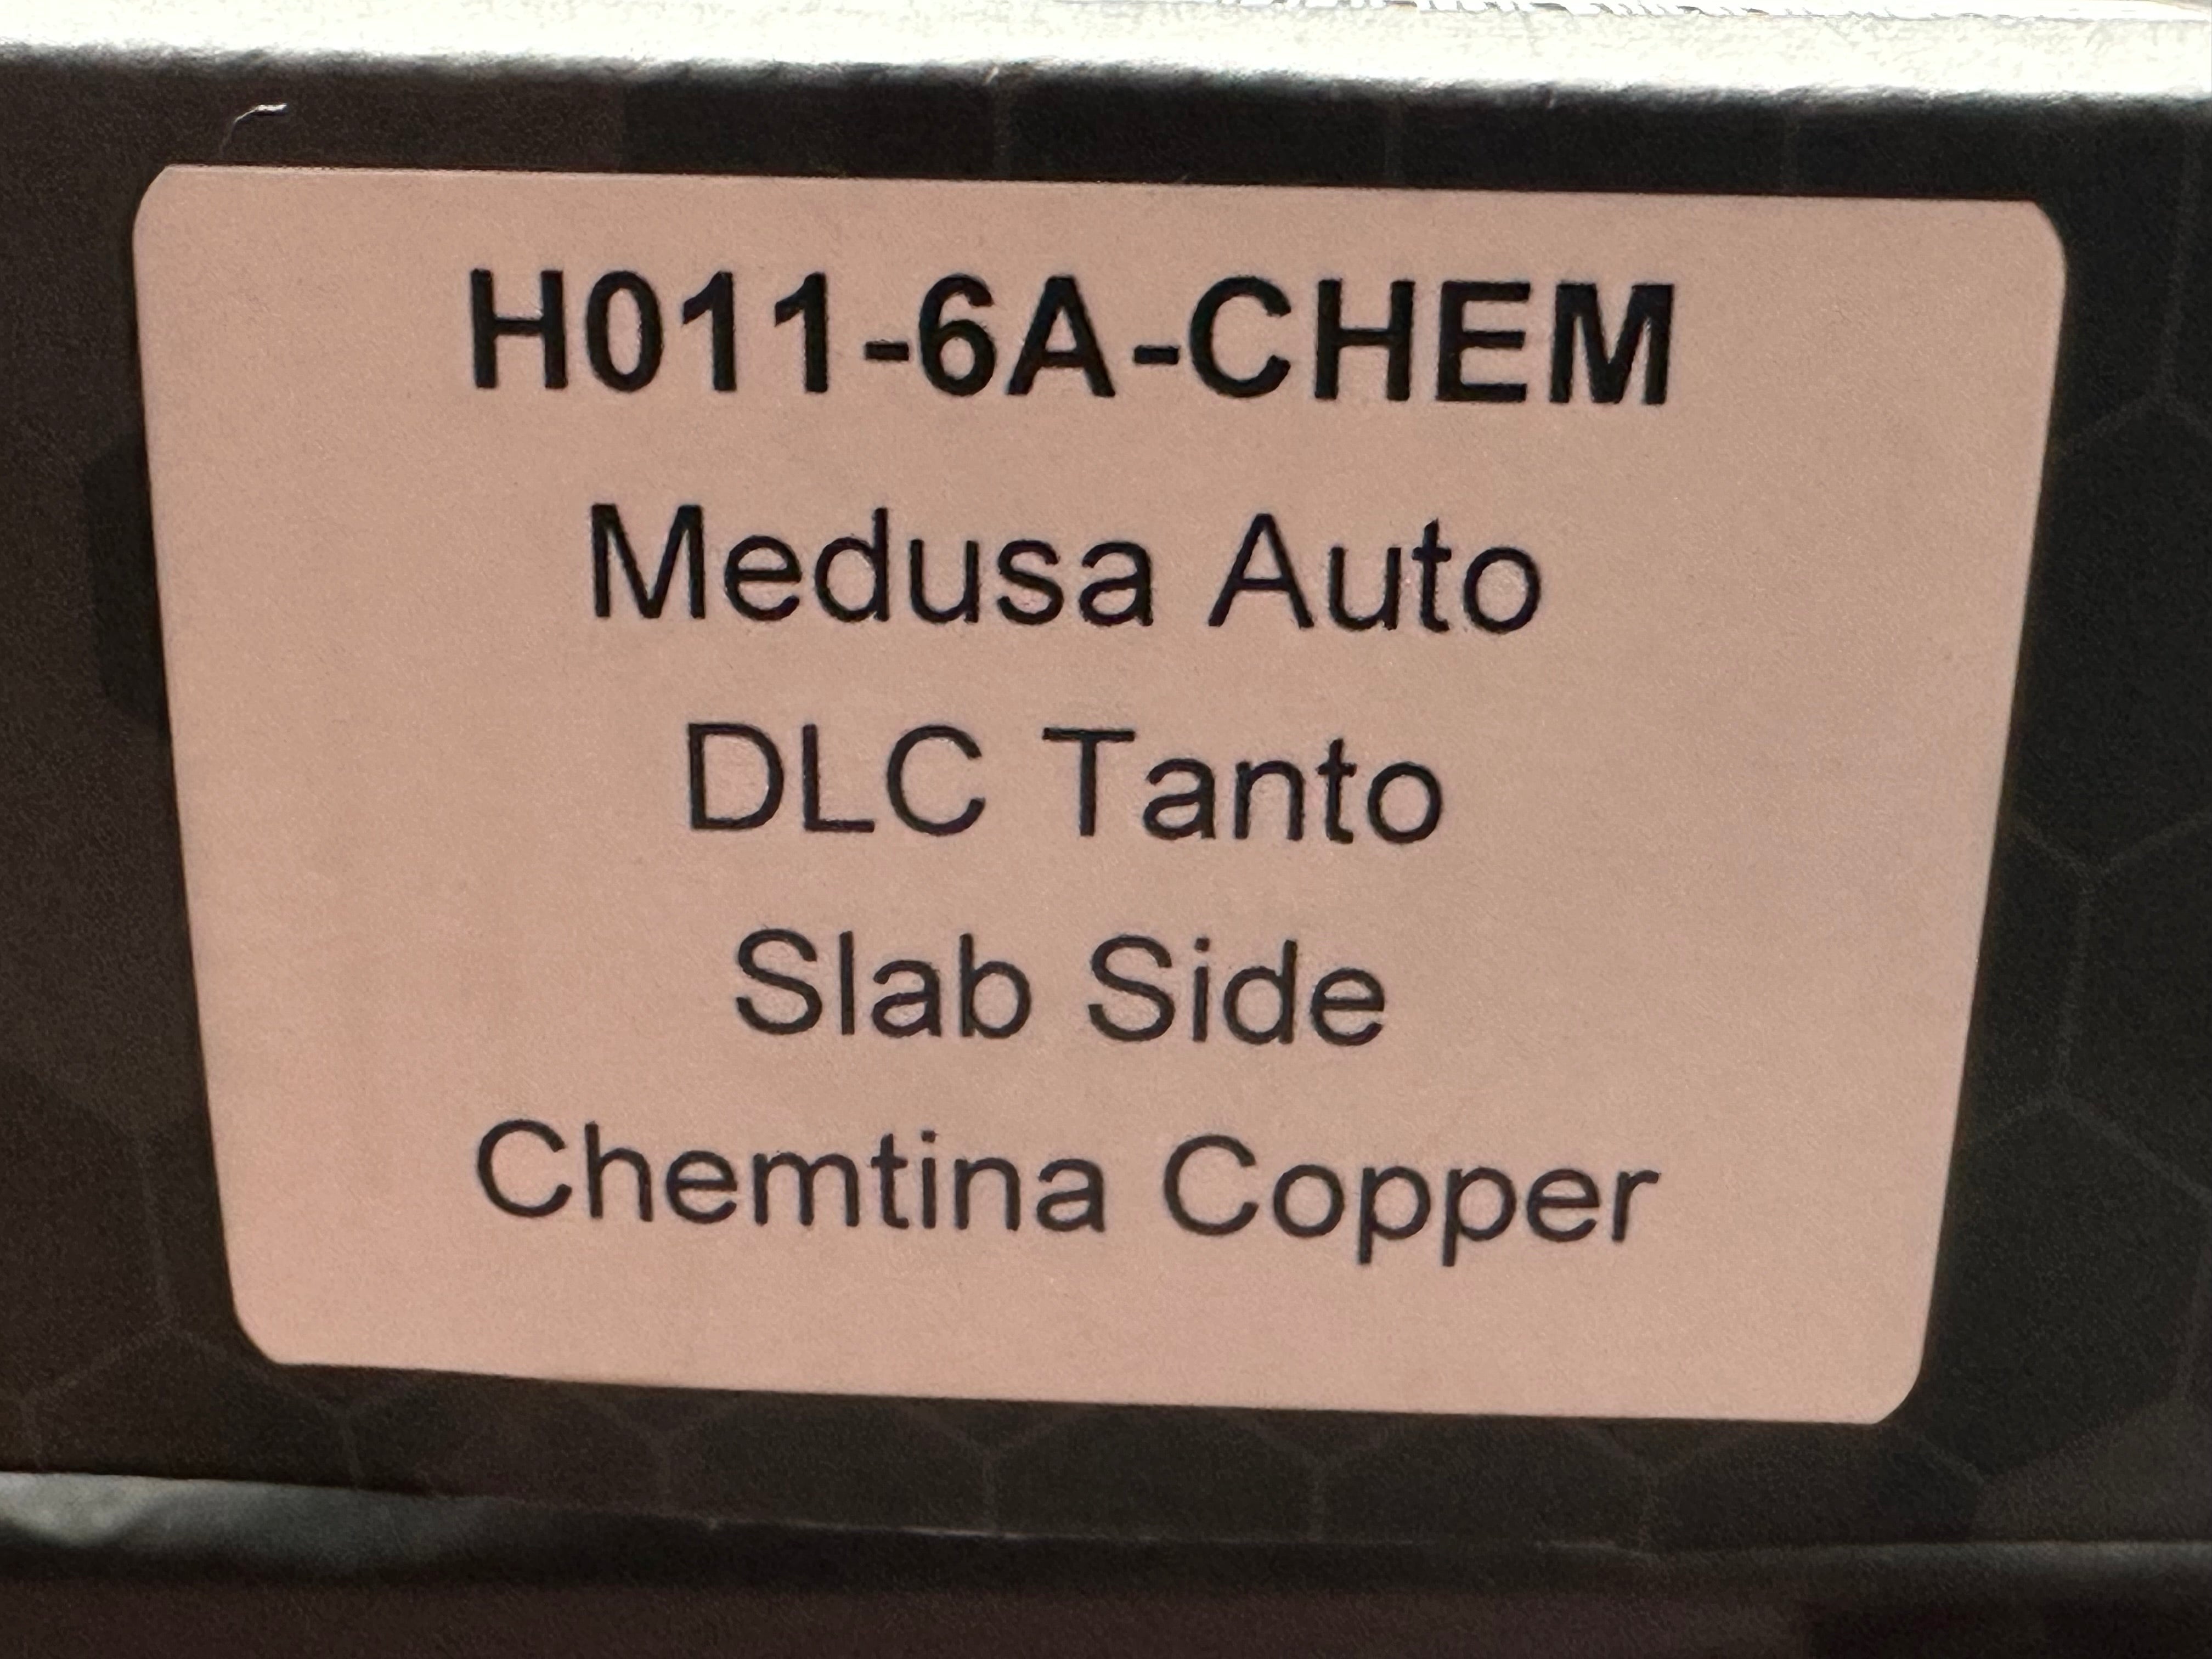 H011-6A-CHEM
Medusa Auto
DLC Tanto
Slab Side
Chemtina Copper